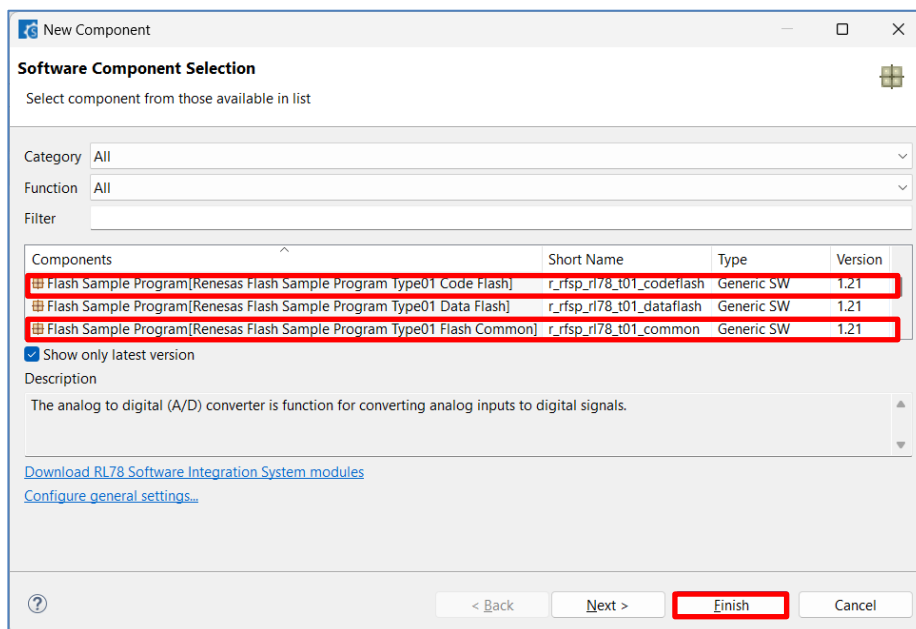 New Component
Software Component Selection
Select component from those available in list
Category All
Function All
Filter
Components Short Name Type Version
Flash Sample Program[Renesas Flash Sample Program Type01 Code Flash] r_rfsp_rl78_t01_codeflash Generic SW 1.21
Flash Sample Program[Renesas Flash Sample Program Type01 Data Flash] r_rfsp_rl78_t01_dataflash Generic SW 1.21
Flash Sample Program[Renesas Flash Sample Program Type01 Flash Common] r_rfsp_rl78_t01_common Generic SW 1.21
Show only latest version
Description
The analog to digital (A/D) converter is function for converting analog inputs to digital signals.
Download RL78 Software Integration System modules
Configure general settings...
? < Back Next > Finish Cancel